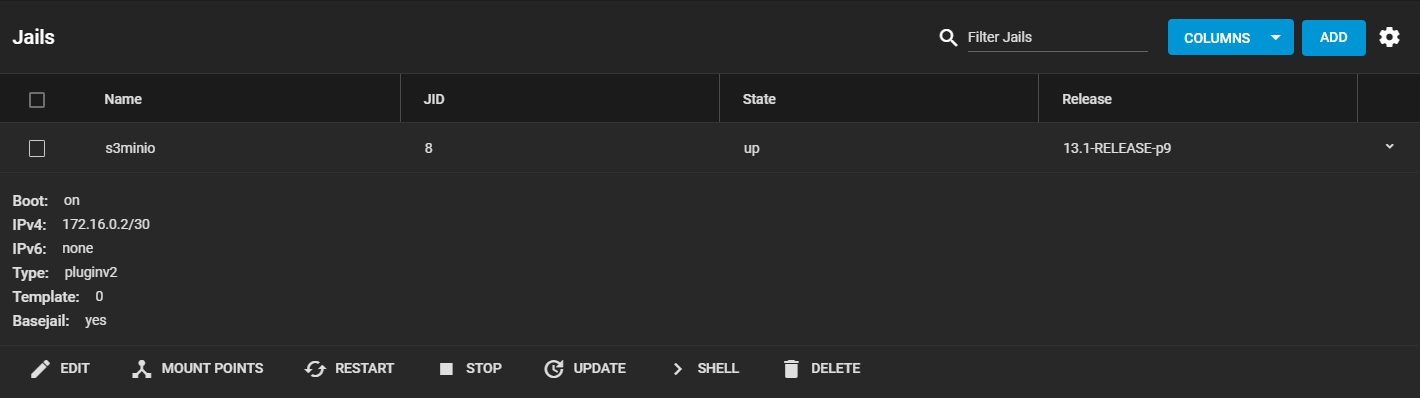 Jails Filter Jails COLUMNS ADD
Name JID State Release
s3minio 8 up 13.1-RELEASE-p9
Boot: on
IPv4: 172.16.0.2/30
IPv6: none
Type: pluginv2
Template: 0
Basejail: yes
EDIT MOUNT POINTS RESTART STOP UPDATE SHELL DELETE